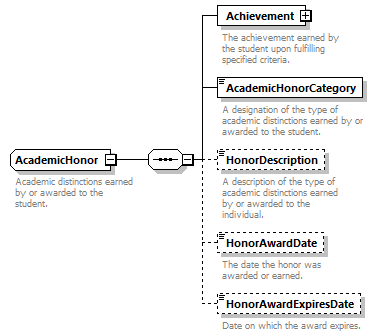 Achievement
The achievement earned by
the student upon fulfilling
specified criteria.
AcademicHonorCategory
A designation of the type of
academic distinctions earned by or
awarded to the student.
AcademicHonor
Academic distinctions earned
by or awarded to the
student.
HonorDescription
A description of the type of
academic distinctions earned
by or awarded to the
individual.
HonorAwardDate
The date the honor was
awarded or earned.
HonorAwardExpiresDate
Date on which the award expires.